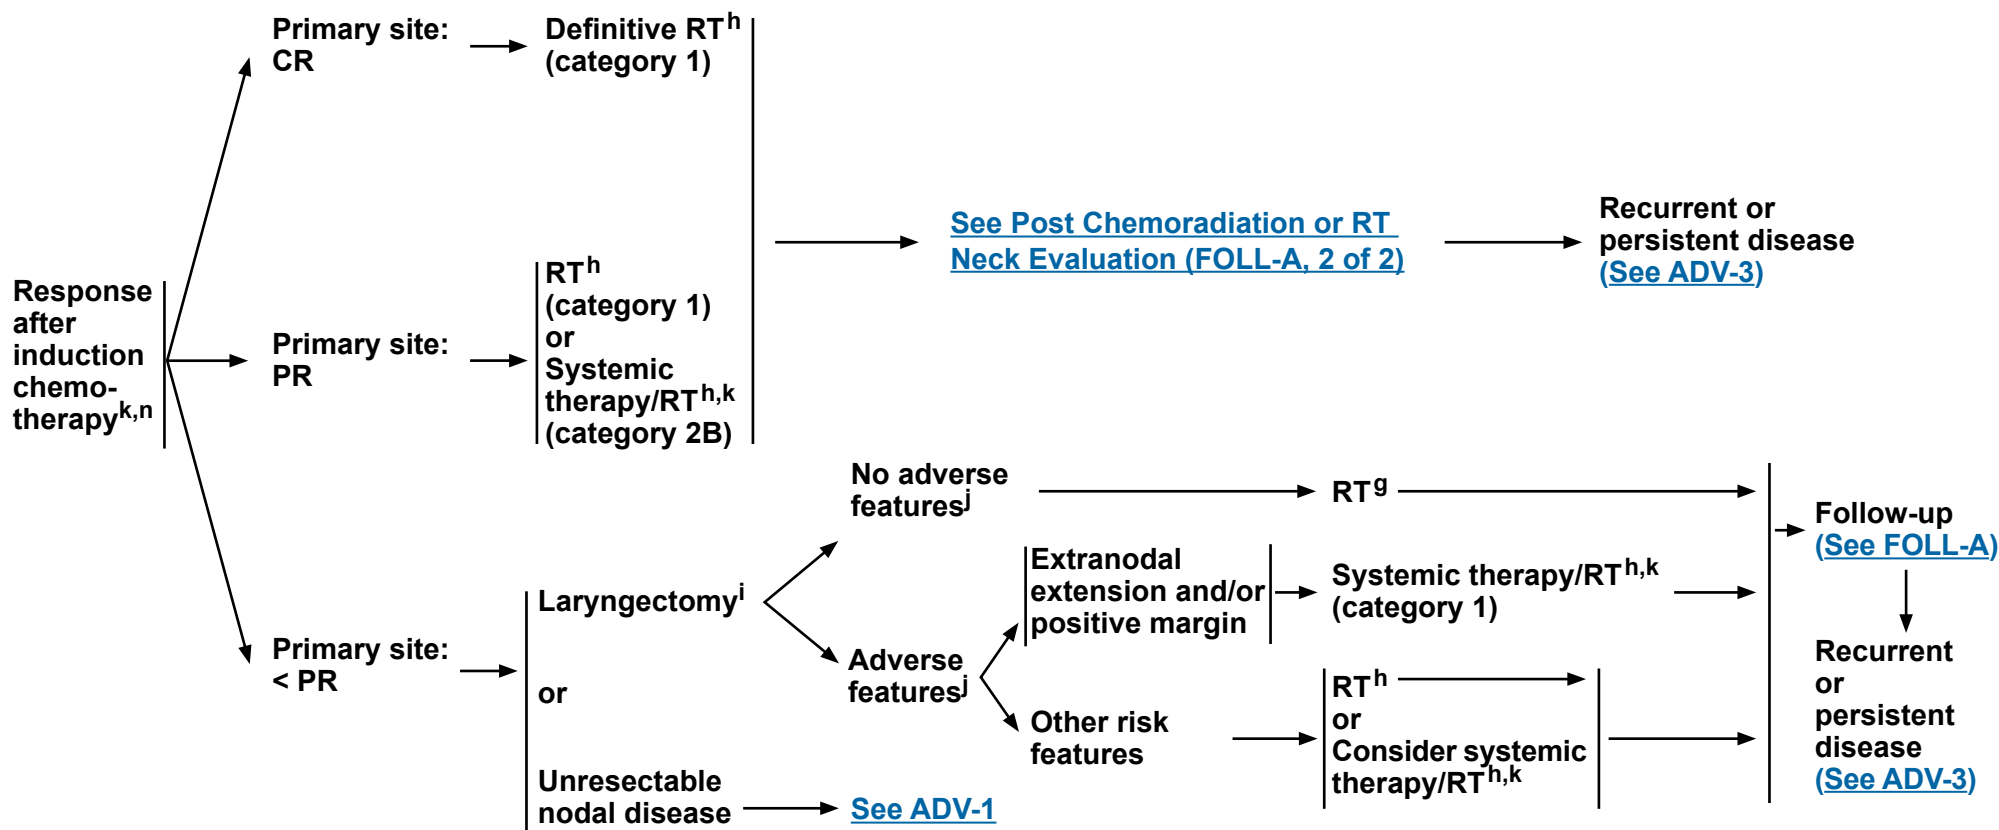 Primary site:
CR
Definitive RTh
(category 1)
Response
after
induction
chemo-
therapyk,n
Primary site:
PR
RTh
(category 1)
or
Systemic
therapy/RTh,k
(category 2B)
See Post Chemoradiation or RT
Neck Evaluation (FOLL-A, 2 of 2)
Recurrent or
persistent disease
(See ADV-3)
Primary site:
< PR
Laryngectomyi
or
Unresectable
nodal disease
See ADV-1
No adverse
featuresj
RTg
Adverse
featuresj
Extranodal
extension and/or
positive margin
Systemic therapy/RTh,k
(category 1)
Other risk
features
RTh
or
Consider systemic
therapy/RTh,k
Follow-up
(See FOLL-A)
Recurrent
or
persistent
disease
(See ADV-3)